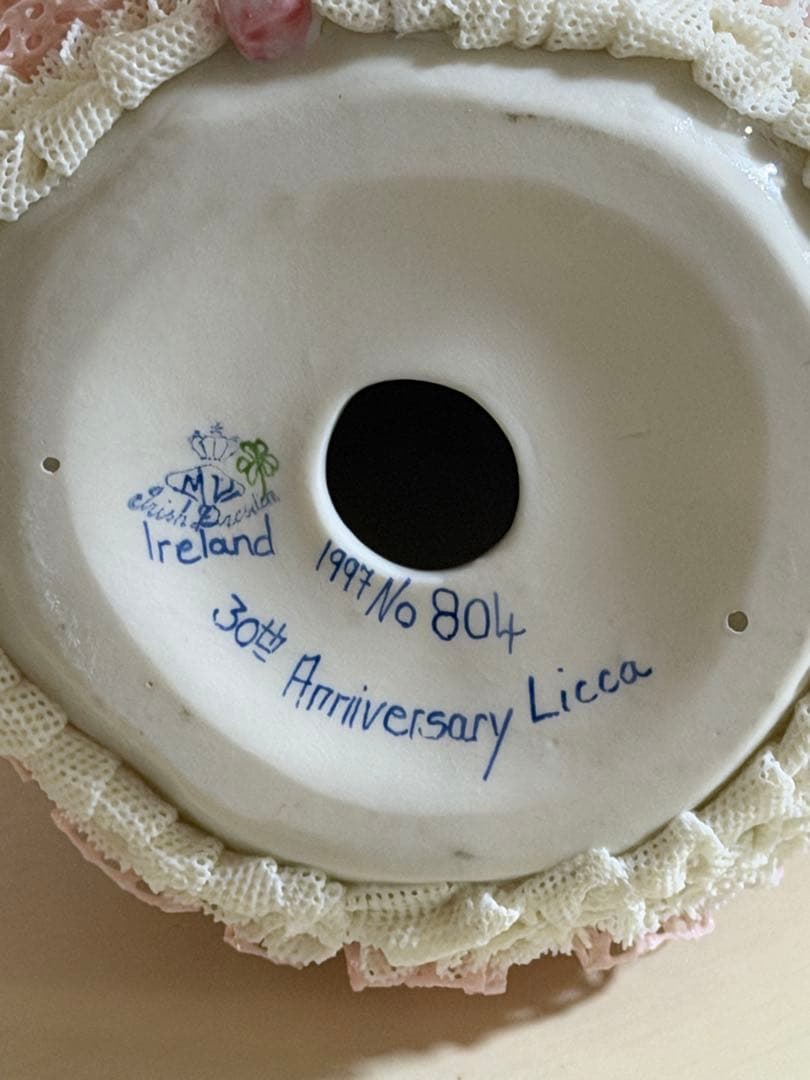 MV
Irish Dresden
Ireland
1997 No 804
30th Anniversary Licca